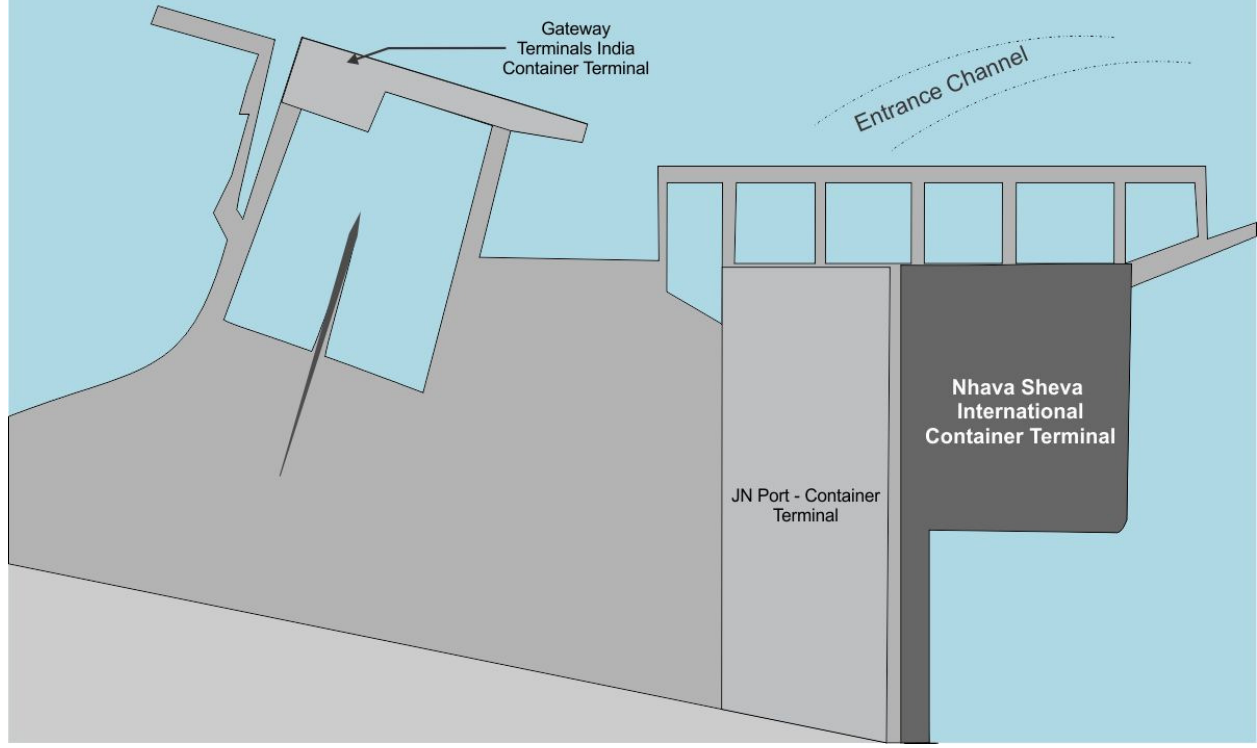 Gateway
Terminals India
Container Terminal
Entrance Channel
Nhava Sheva
International
Container Terminal
JN Port - Container
Terminal